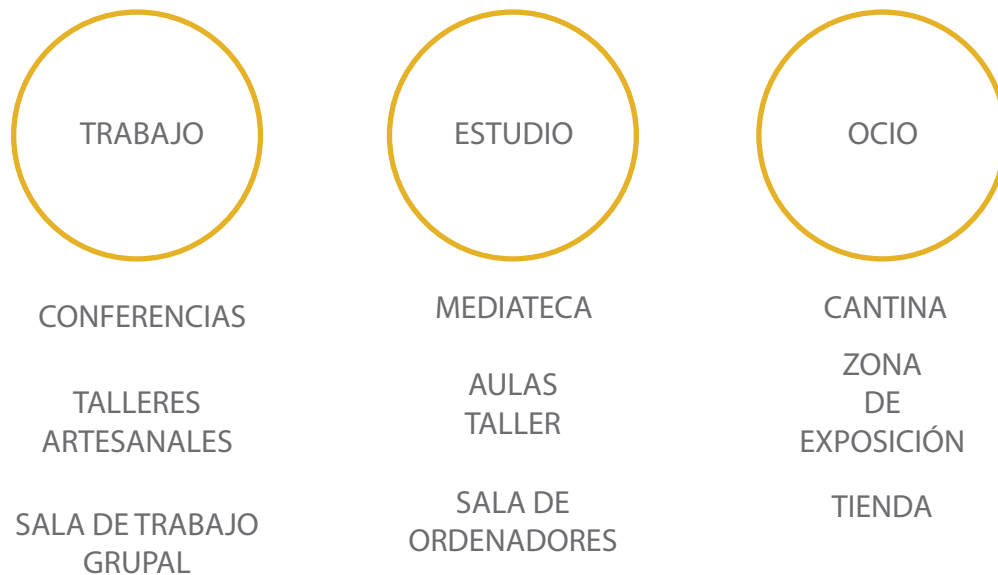 TRABAJO
CONFERENCIAS
TALLERES
ARTESANALES
SALA DE TRABAJO
GRUPAL
ESTUDIO
MEDIATECA
AULAS
TALLER
SALA DE
ORDENADORES
OCIO
CANTINA
ZONA
DE
EXPOSICIÓN
TIENDA